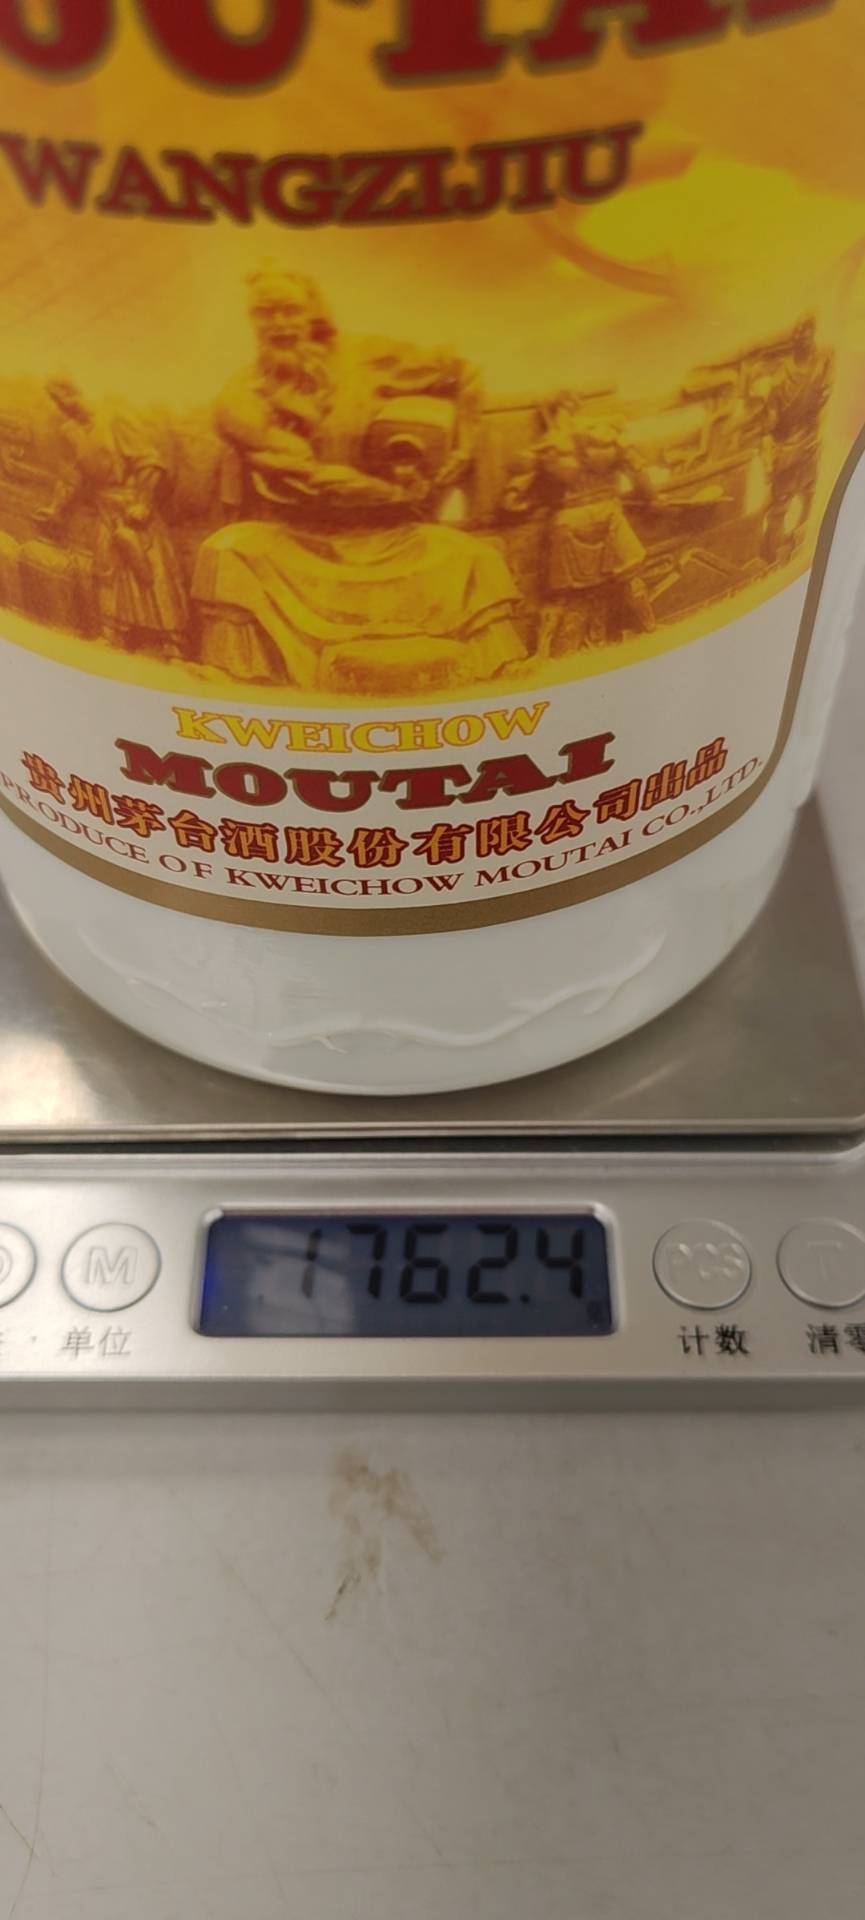 WANGZIJIU
KWEICHOW
MOUTAI
贵州茅台酒股份有限公司出品
PRODUCE OF KWEICHOW MOUTAI CO.,LTD.
1762.4
M
PCS
T
单位
计数
清零